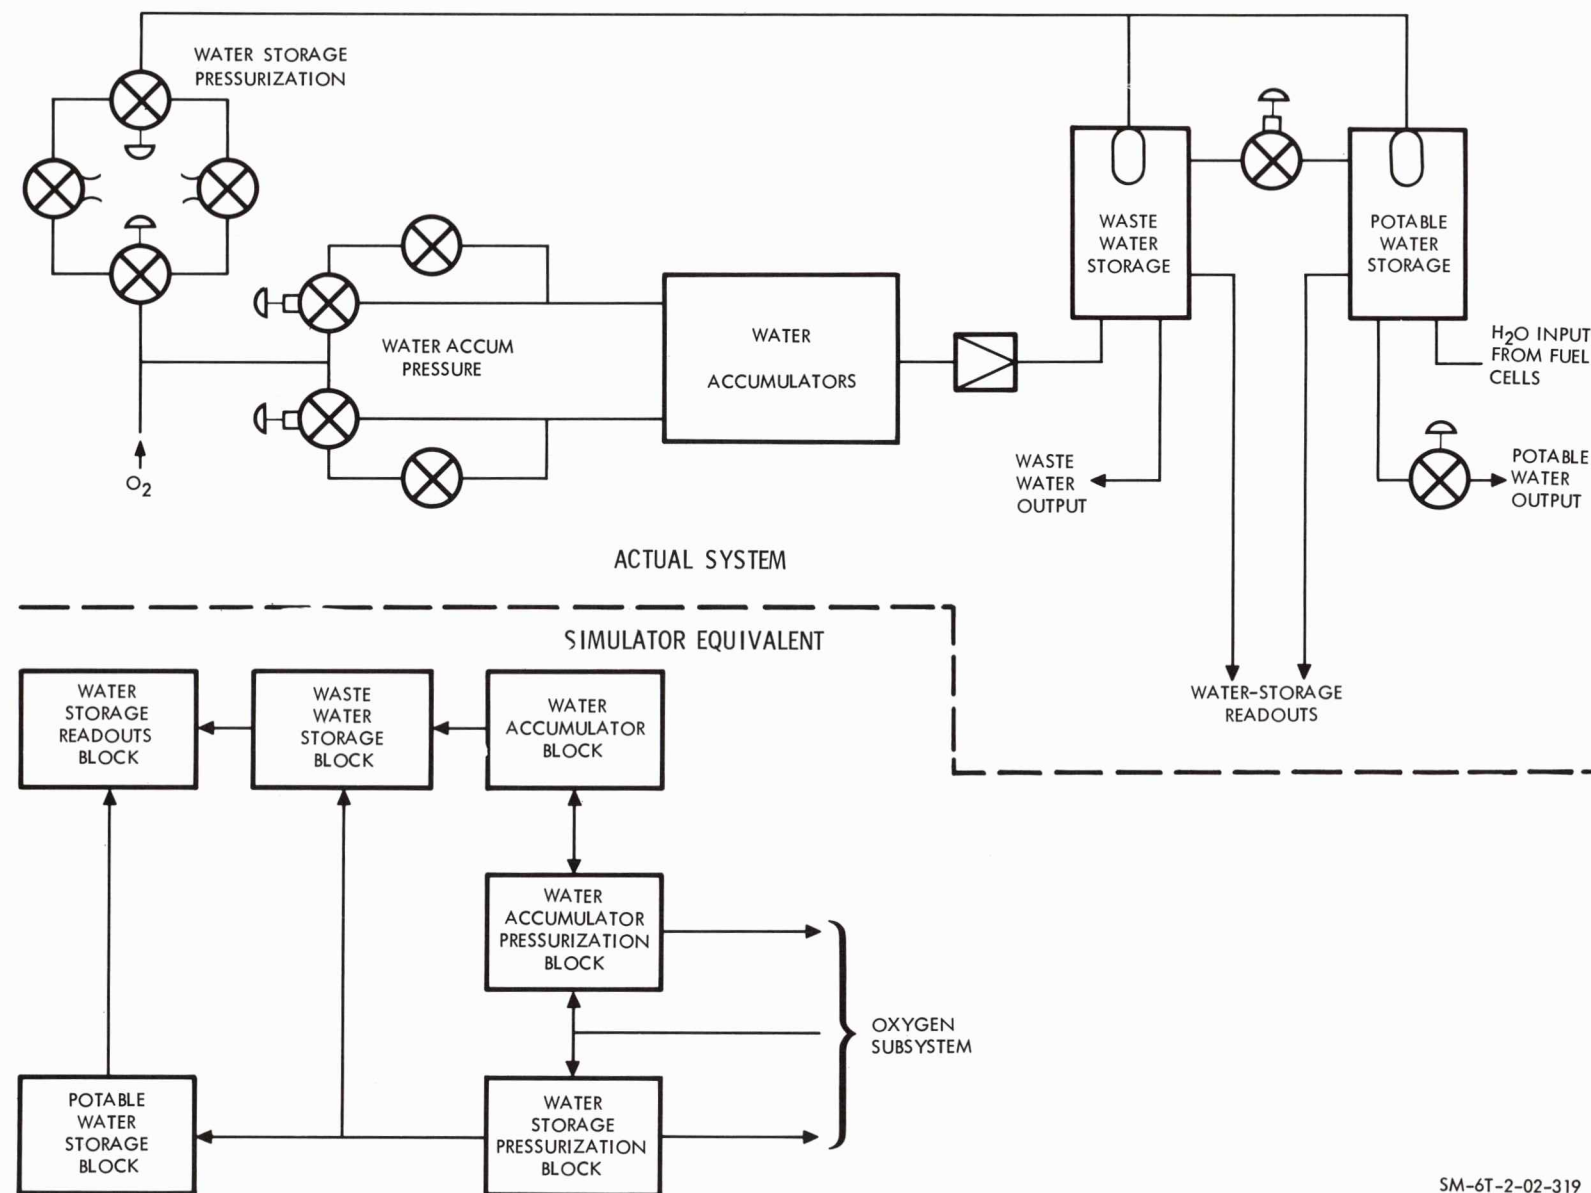 WATER STORAGE
PRESSURIZATION
WATER ACCUM
PRESSURE
O2
WATER
ACCUMULATORS
WASTE
WATER
STORAGE
POTABLE
WATER
STORAGE
H2O INPUT
FROM FUEL
CELLS
WASTE
WATER
OUTPUT
POTABLE
WATER
OUTPUT
ACTUAL SYSTEM
SIMULATOR EQUIVALENT
WATER-STORAGE
READOUTS
WATER
STORAGE
READOUTS
BLOCK
WASTE
WATER
STORAGE
BLOCK
WATER
ACCUMULATOR
BLOCK
WATER
ACCUMULATOR
PRESSURIZATION
BLOCK
OXYGEN
SUBSYSTEM
POTABLE
WATER
STORAGE
BLOCK
WATER
STORAGE
PRESSURIZATION
BLOCK
SM-6T-2-02-319